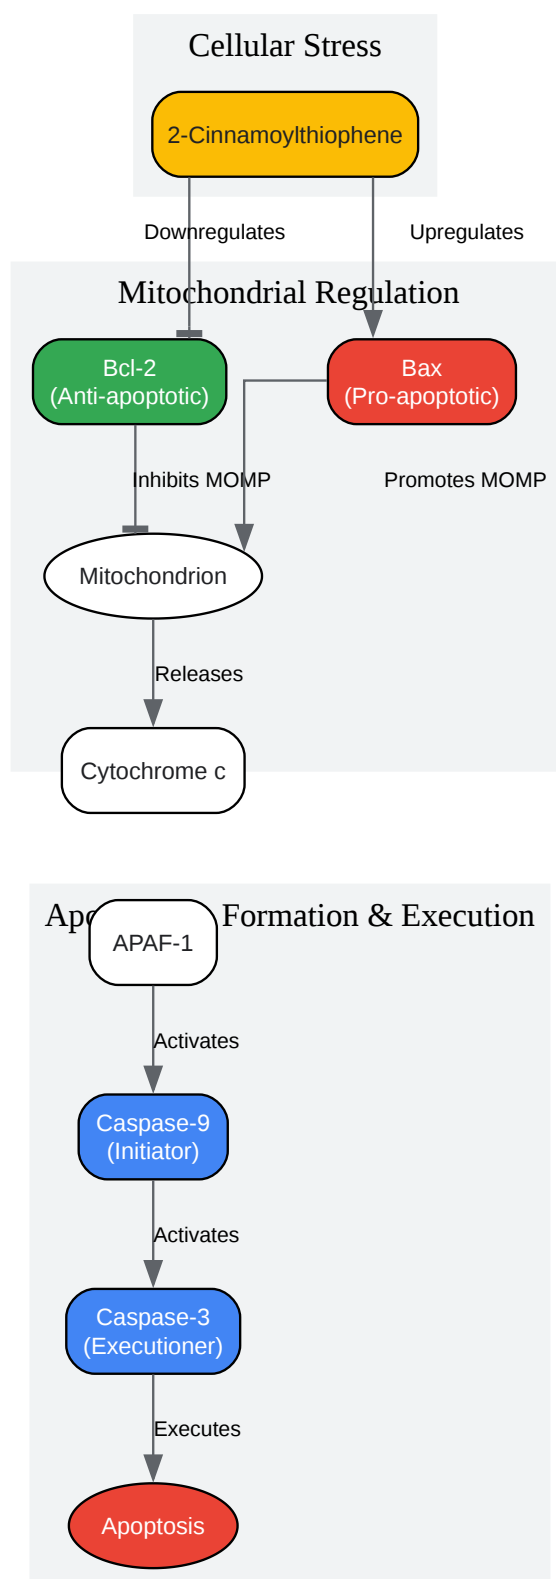 Cellular Stress
2-Cinnamoylthiophene
Downregulates
Upregulates
Mitochondrial Regulation
Bcl-2
(Anti-apoptotic)
Bax
(Pro-apoptotic)
Inhibits MOMP
Promotes MOMP
Mitochondrion
Releases
Cytochrome c
Formation & Execution
APAF-1
Activates
Caspase-9
(Initiator)
Activates
Caspase-3
(Executioner)
Executes
Apoptosis